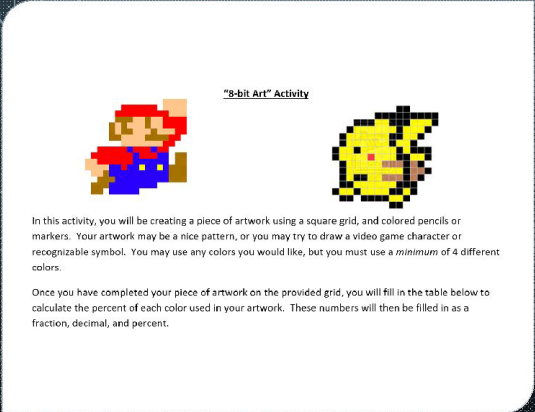 "8-bit Art" Activity
In this activity, you will be creating a piece of artwork using a square grid, and colored pencils or
markers. Your artwork may be a nice pattern, or you may try to draw a video game character or
recognizable symbol. You may use any colors you would like, but you must use a minimum of 4 different
colors.
Once you have completed your piece of artwork on the provided grid, you will fill in the table below to
calculate the percent of each color used in your artwork. These numbers will then be filled in as a
fraction, decimal, and percent.